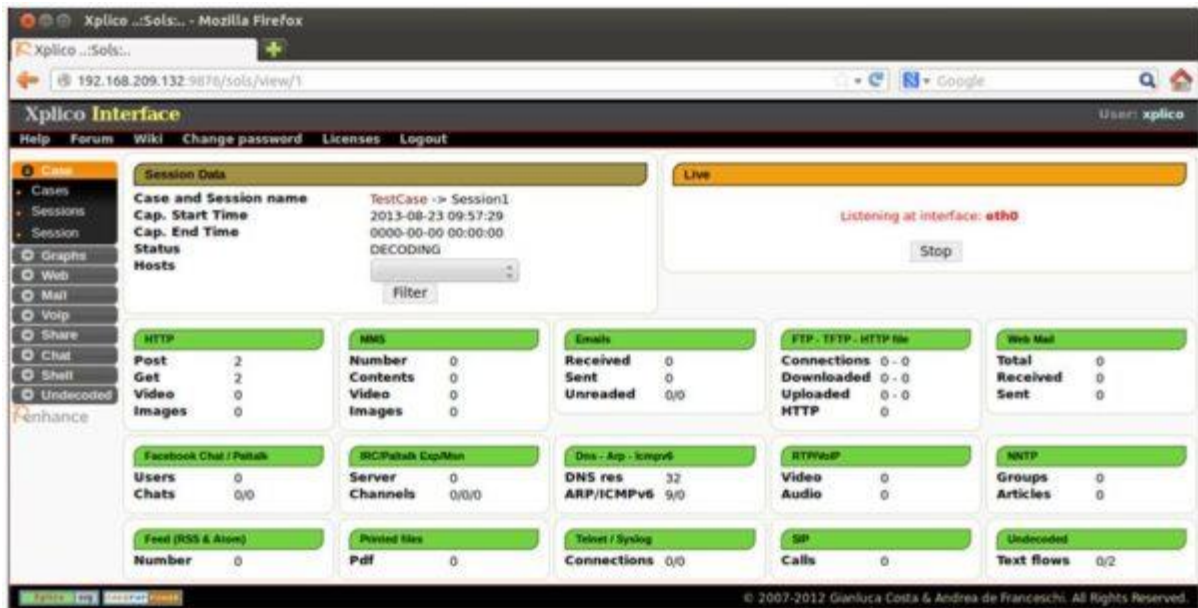 Xplico ..:Sols:.. - Mozilla Firefox
Xplico ..:Sols:..
192.168.209.132:9876/sols/view/1
Google
Xplico Interface
User: xplico
Help Forum Wiki Change password Licenses Logout
Case
Cases
Sessions
Session
Graphs
Web
Mail
Voip
Share
Chat
Shell
Undecoded
enhance
Session Data
Case and Session name TestCase -> Session1
Cap. Start Time 2013-08-23 09:57:29
Cap. End Time 0000-00-00 00:00:00
Status DECODING
Hosts
Filter
Live
Listening at interface: eth0
Stop
HTTP
Post 2
Get 2
Video 0
Images 0
MMS
Number 0
Contents 0
Video 0
Images 0
Emails
Received 0
Sent 0
Unreaded 0/0
FTP - TFTP - HTTP file
Connections 0 - 0
Downloaded 0 - 0
Uploaded 0 - 0
HTTP 0
Web Mail
Total 0
Received 0
Sent 0
Facebook Chat / Paltalk
Users 0
Chats 0/0
IRC/Paltalk Exp/Msn
Server 0
Channels 0/0/0
Dns - Arp - Icmpv6
DNS res 32
ARP/ICMPv6 9/0
RTP/VoIP
Video 0
Audio 0
NNTP
Groups 0
Articles 0
Feed (RSS & Atom)
Number 0
Printed files
Pdf 0
Telnet / Syslog
Connections 0/0
SIP
Calls 0
Undecoded
Text flows 0/2
© 2007-2012 Gianluca Costa & Andrea de Franceschi. All Rights Reserved.